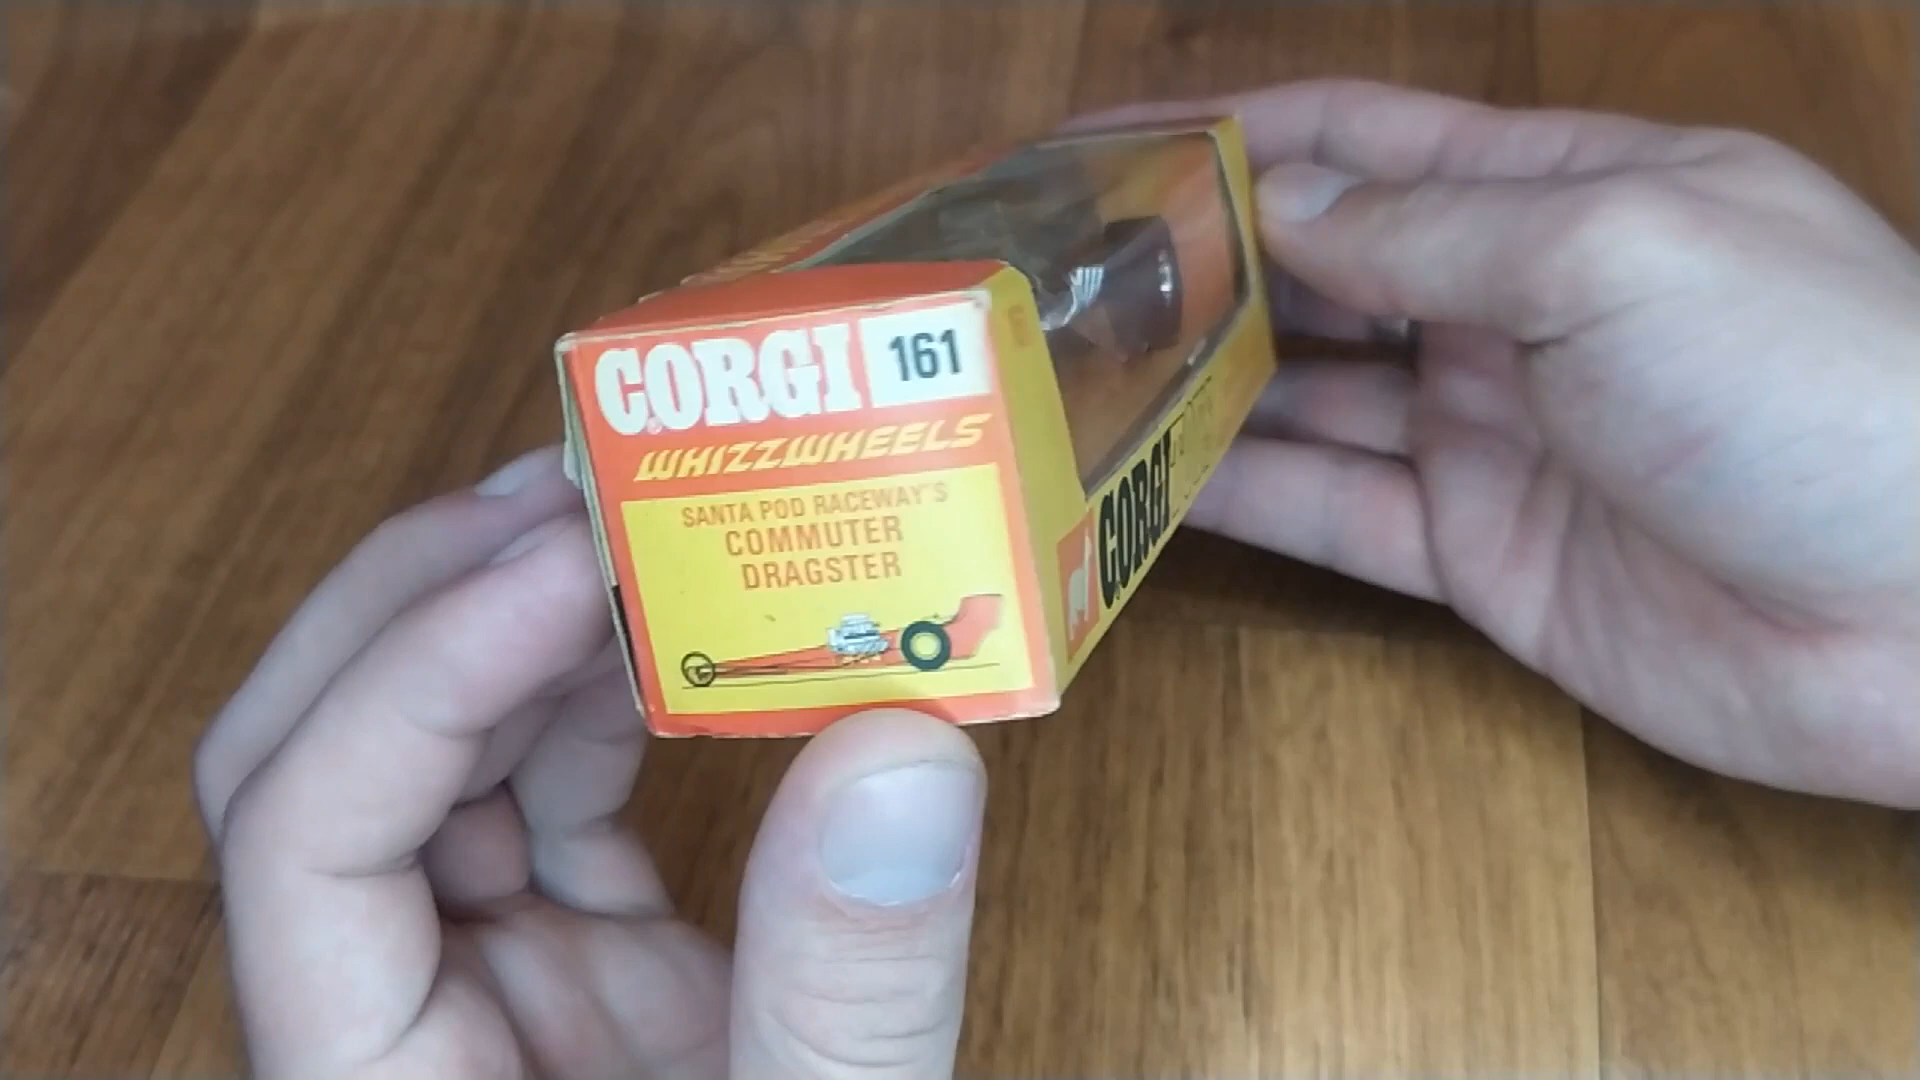 CORGI 161
WHIZZWHEELS
SANTA POD RACEWAY'S
COMMUTER
DRAGSTER
CORGI